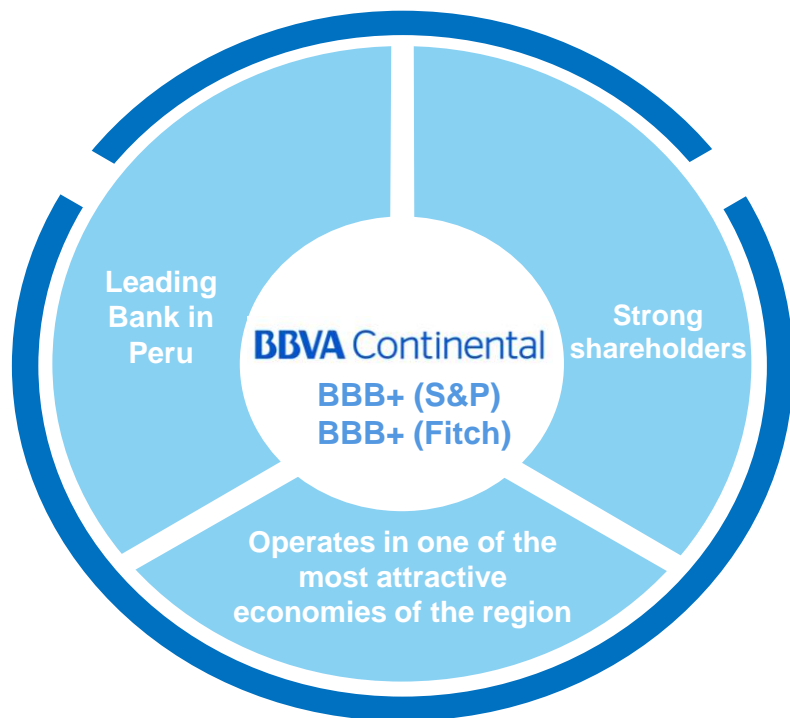 Leading
Bank in
Peru
Strong
shareholders
BBVA Continental
BBB+ (S&P)
BBB+ (Fitch)
Operates in one of the
most attractive
economies of the region